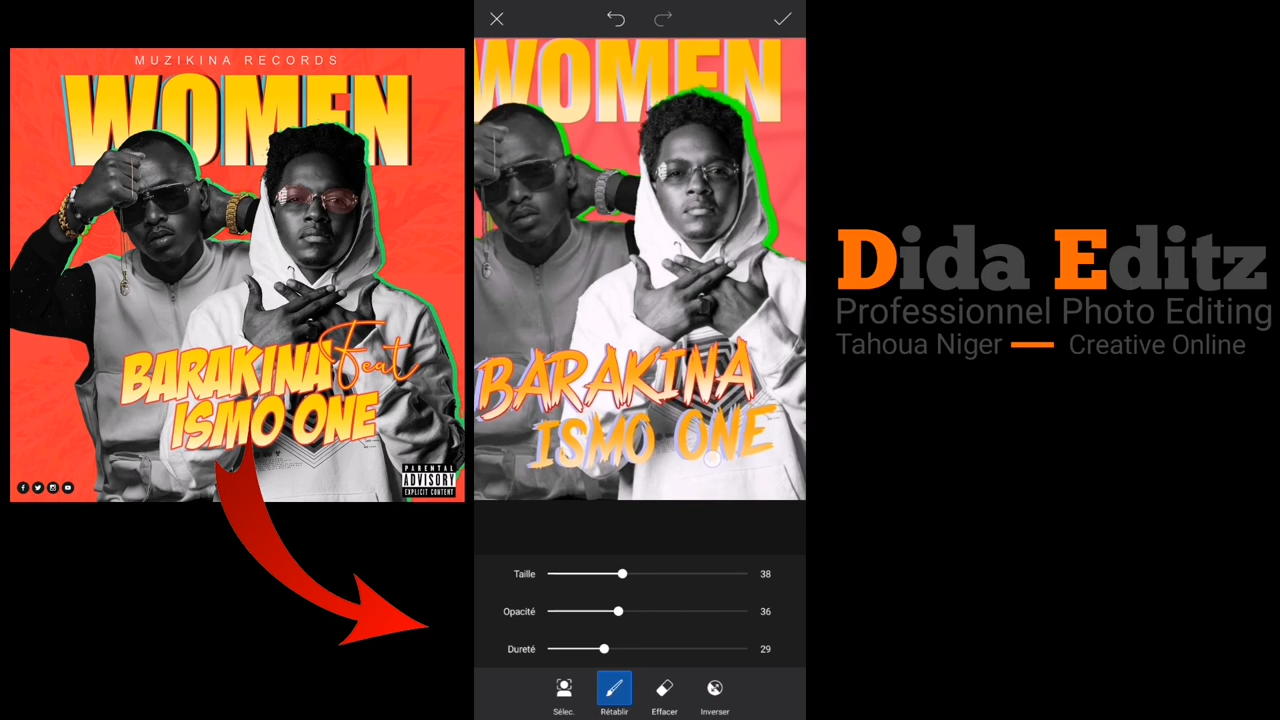 MUZIKINA RECORDS
WOMEN
BARAKINA Feat
ISMO ONE
PARENTAL
ADVISORY
EXPLICIT CONTENT
WOMEN
BARAKINA
ISMO ONE
Taille 38
Opacité 36
Dureté 29
Sélec. Rétablir Effacer Inverser
Dida Editz
Professionnel Photo Editing
Tahoua Niger — Creative Online